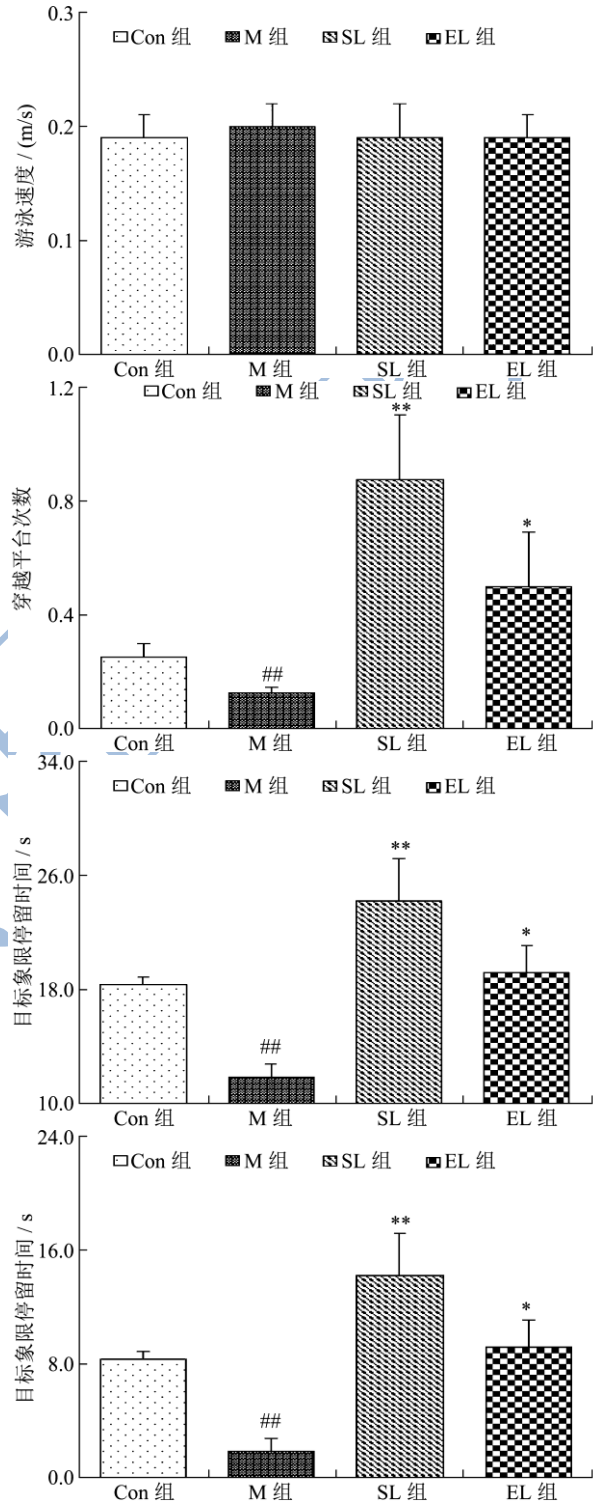 0.3
□Con 组 ■M 组 SL 组 EL 组
0.2
0.1
0.0
游泳速度 / (m/s)
Con 组 M 组 SL 组 EL 组
1.2
□Con 组 ■M 组 SL 组 EL 组
**
0.8
*
0.4
##
0.0
穿越平台次数
Con 组 M 组 SL 组 EL 组
34.0
□Con 组 ■M 组 SL 组 EL 组
**
26.0
*
18.0
##
10.0
目标象限停留时间 / s
Con 组 M 组 SL 组 EL 组
24.0
□Con 组 ■M 组 SL 组 EL 组
**
16.0
*
8.0
##
0.0
目标象限停留时间 / s
Con 组 M 组 SL 组 EL 组